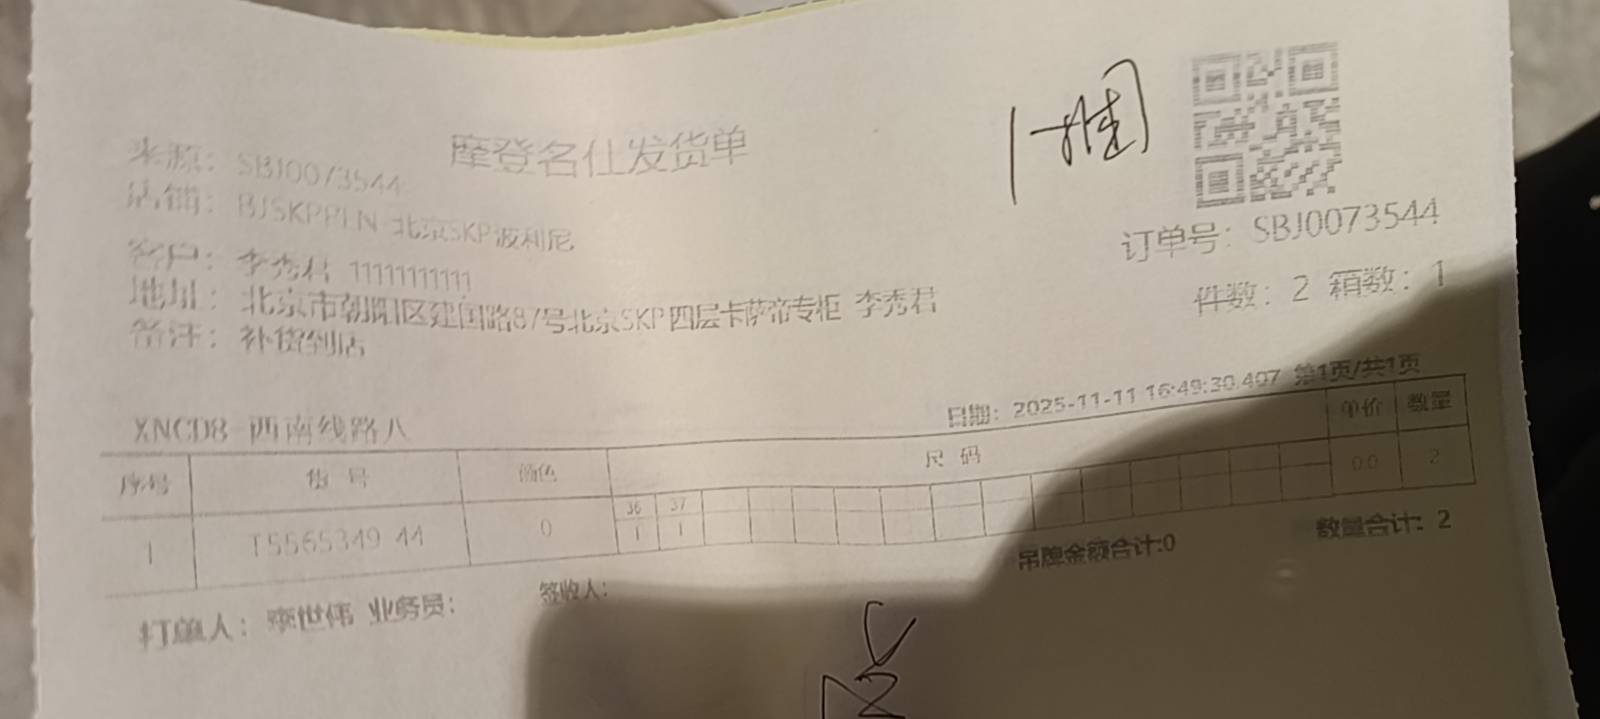 摩登名仕发货单
来源：SBJ0073544
店铺：BJSKPPLN-北京SKP波利尼
客户：李秀君 11111111111
地址：北京市朝阳区建国路87号北京SKP四层卡萨帝专柜 李秀君
备注：补货到店
订单号：SBJ0073544
件数：2 箱数：1
XNCD8-西南线路八
日期：2025-11-11 16:49:30.407 第1页/共1页
序号 货号 颜色 尺码 单价 数量
36 37
1 T5565349 44 0 1 1 0.0 2
吊牌金额合计:0 数量合计: 2
打单人：栾世伟 业务员： 签收人：